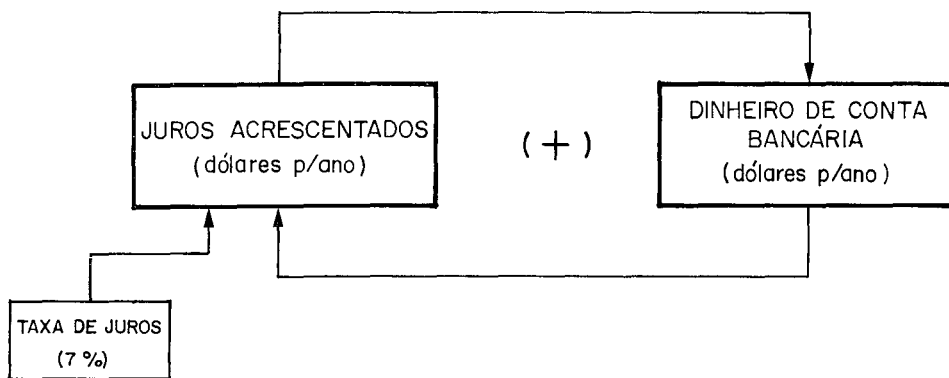 JUROS ACRESCENTADOS
(dólares p/ano)
(+)
DINHEIRO DE CONTA
BANCÁRIA
(dólares p/ano)
TAXA DE JUROS
(7 %)